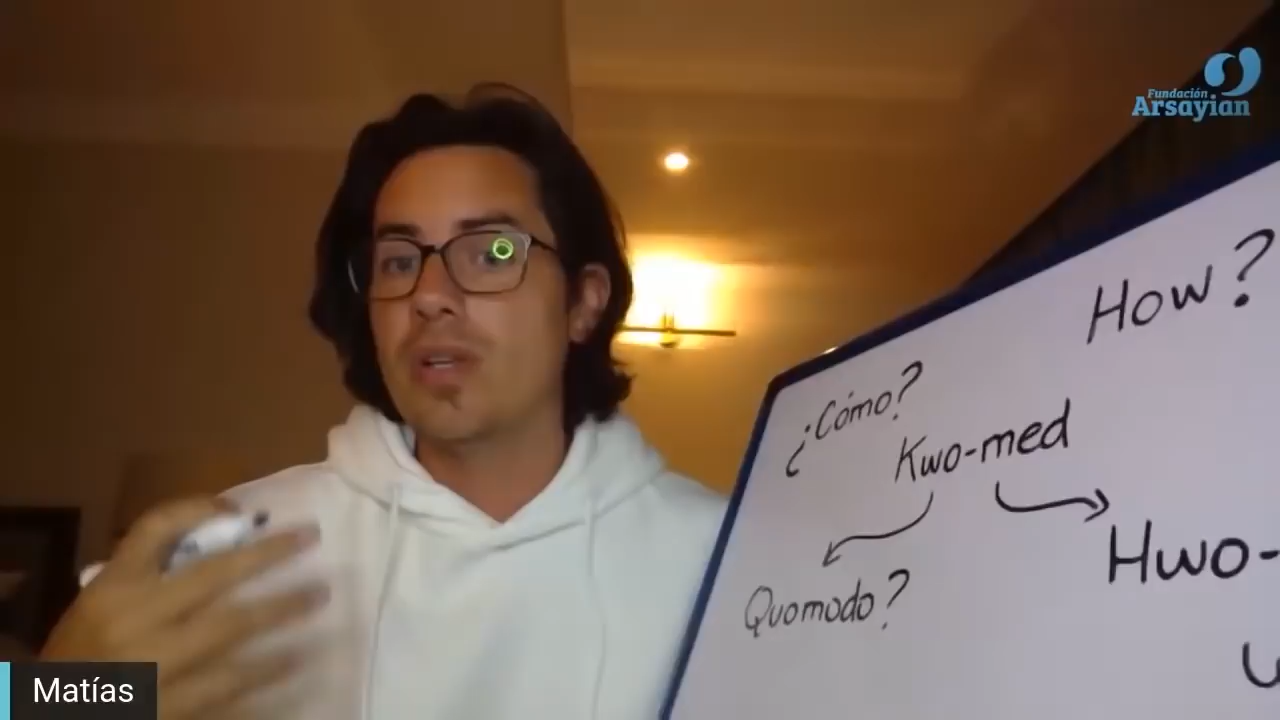 Fundación
Arsayian
How?
¿Cómo?
Kwo-med
Hwo-
Quomodo?
Matías